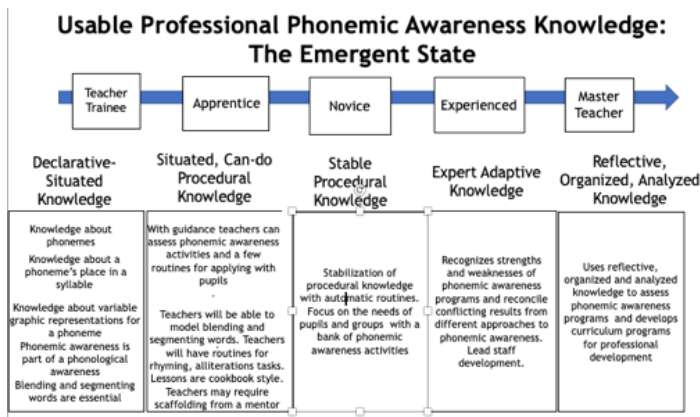 Usable Professional Phonemic Awareness Knowledge:
The Emergent State
Teacher
Trainee
Apprentice
Novice
Experienced
Master
Teacher
Declarative-
Situated
Knowledge
Situated, Can-do
Procedural
Knowledge
Stable
Procedural
Knowledge
Expert Adaptive
Knowledge
Reflective,
Organized, Analyzed
Knowledge
Knowledge about
phonemes
Knowledge about a
phoneme's place in a
syllable
Knowledge about variable
graphic representations for
a phoneme
Phonemic awareness is
part of a phonological
awareness
Blending and segmenting
words are essential
With guidance teachers can
assess phonemic awareness
activities and a few
routines for applying with
pupils
.
Teachers will be able to
model blending and
segmenting words. Teachers
will have routines for
rhyming, alliterations tasks.
Lessons are cookbook style.
Teachers may require
scaffolding from a mentor
Stabilization of
procedural knowledge
with automatic routines.
Focus on the needs of
pupils and groups with a
bank of phonemic
awareness activities
Recognizes strengths
and weaknesses of
phonemic awareness
programs and reconcile
conflicting results from
different approaches to
phonemic awareness.
Lead staff
development.
Uses reflective,
organized and analyzed
knowledge to assess
phonemic awareness
programs and develops
curriculum programs
for professional
development